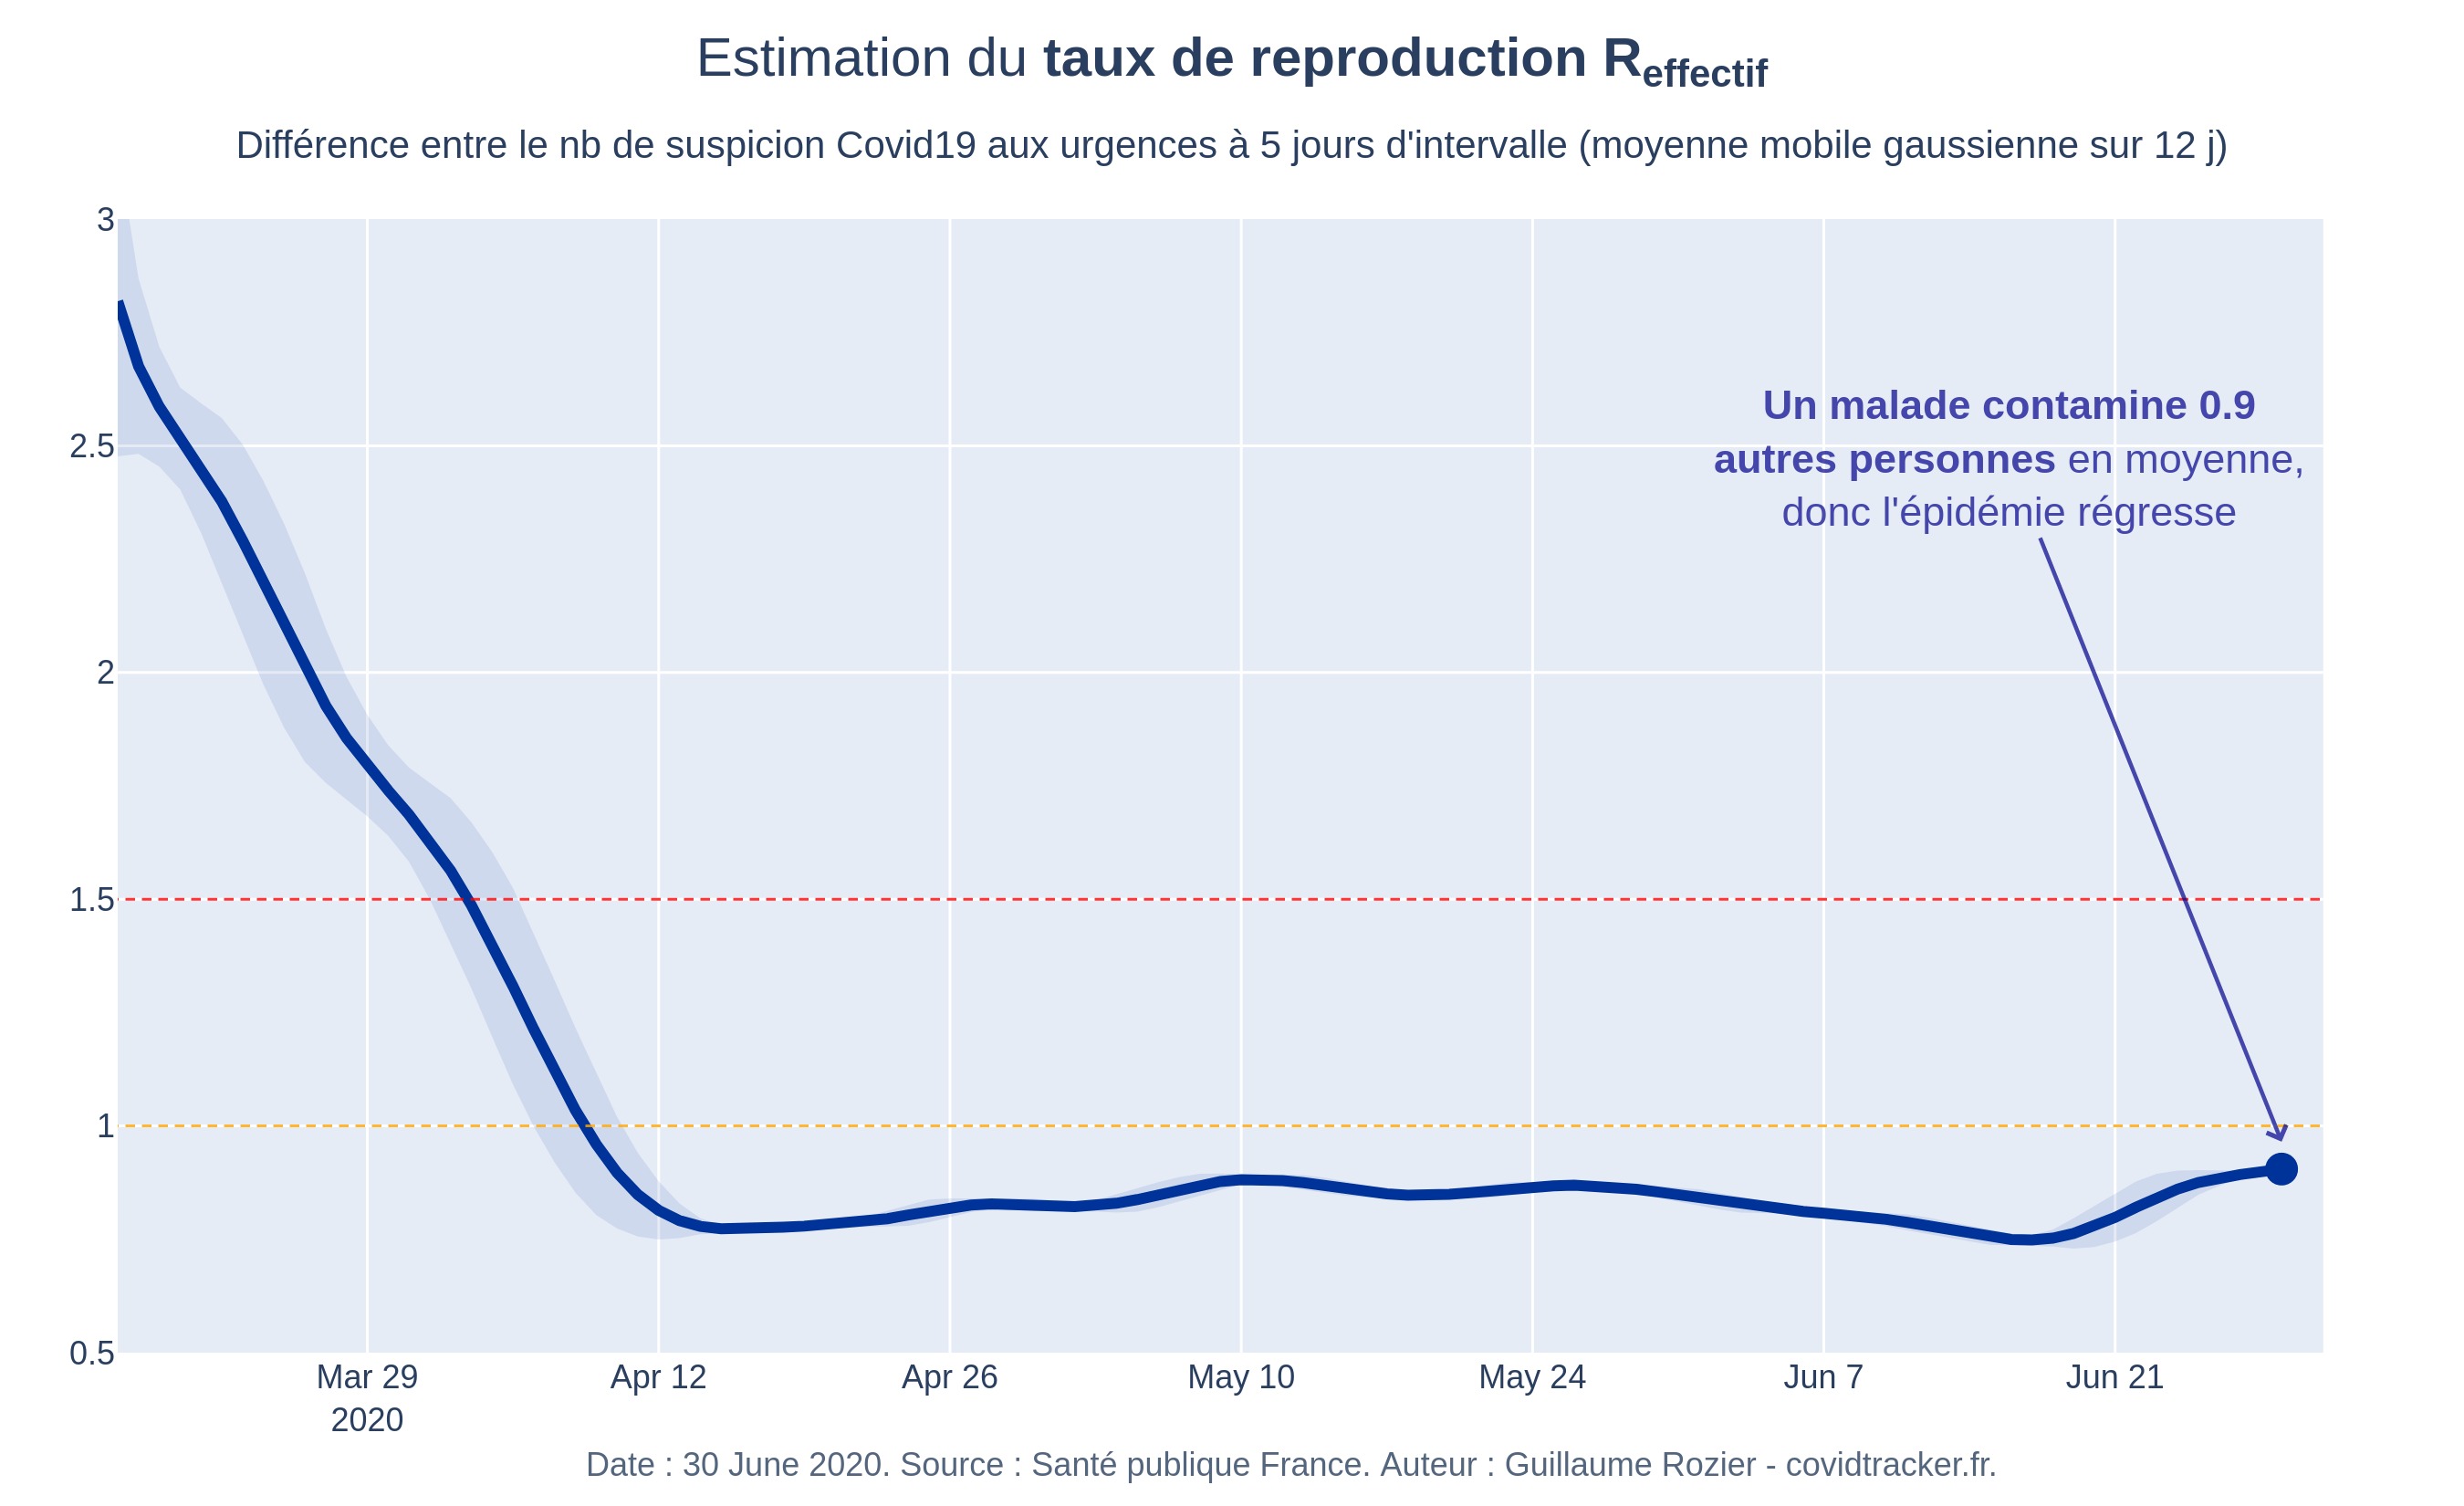 Estimation du taux de reproduction Reffectif
Différence entre le nb de suspicion Covid19 aux urgences à 5 jours d'intervalle (moyenne mobile gaussienne sur 12 j)
3
2.5
2
1.5
1
0.5
Un malade contamine 0.9
autres personnes en moyenne,
donc l'épidémie régresse
Mar 29
2020
Apr 12
Apr 26
May 10
May 24
Jun 7
Jun 21
Date : 30 June 2020. Source : Santé publique France. Auteur : Guillaume Rozier - covidtracker.fr.